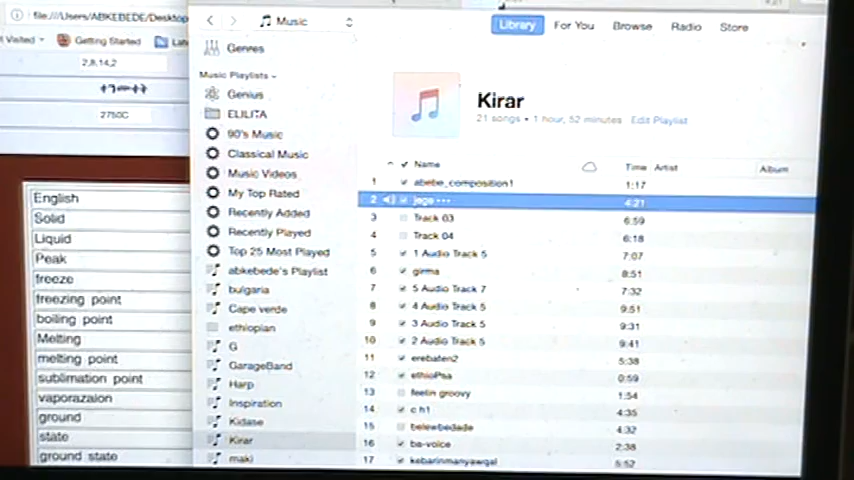 file:///Users/ABKEBEDE/Desktop
Visited
Getting Started
2,8,14,2
2750C
English
Solid
Liquid
Peak
freeze
freezing point
boiling point
Melting
melting point
sublimation point
vaporazaion
ground
state
ground state
Music
Genres
Music Playlists
Genius
ELILITA
90's Music
Classical Music
Music Videos
My Top Rated
Recently Added
Recently Played
Top 25 Most Played
abkebede's Playlist
bulgaria
Cape verde
ethiopian
G
GarageBand
Harp
Inspiration
Kidase
Kirar
maki
Library For You Browse Radio Store
Kirar
21 songs • 1 hour, 52 minutes Edit Playlist
Name Time Artist Album
1 abebe_composition1 1:17
2 jege ••• 4:21
3 Track 03 6:59
4 Track 04 6:18
5 1 Audio Track 5 7:07
6 girma 8:51
7 5 Audio Track 7 7:32
8 4 Audio Track 5 9:51
9 3 Audio Track 5 9:31
10 2 Audio Track 5 9:41
11 erebaten2 5:38
12 ethioPsa 0:59
13 feelin groovy 1:54
14 c h1 4:35
15 belewbedade 4:32
16 ba-voice 2:38
17 kebarinmanyawqal 5:52